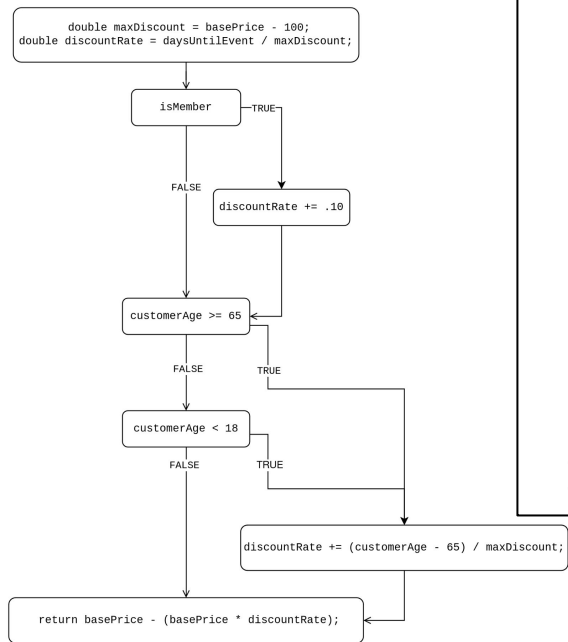 double maxDiscount = basePrice - 100;
double discountRate = daysUntilEvent / maxDiscount;
isMember
TRUE
FALSE
discountRate += .10
customerAge >= 65
FALSE
TRUE
customerAge < 18
FALSE
TRUE
discountRate += (customerAge - 65) / maxDiscount;
return basePrice - (basePrice * discountRate);